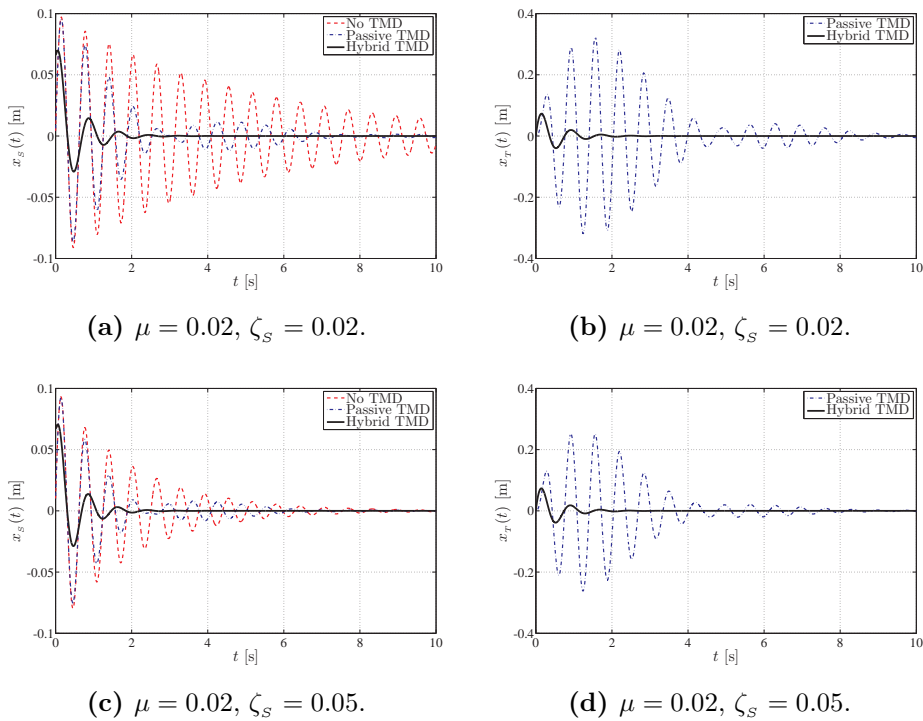 0.1
0.05
0
-0.05
-0.1
x_S(t) [m]
No TMD
Passive TMD
Hybrid TMD
0 2 4 6 8 10
t [s]
(a) μ = 0.02, ζ_S = 0.02.
0.4
0.2
0
-0.2
-0.4
x_T(t) [m]
Passive TMD
Hybrid TMD
0 2 4 6 8 10
t [s]
(b) μ = 0.02, ζ_S = 0.02.
0.1
0.05
0
-0.05
-0.1
x_S(t) [m]
No TMD
Passive TMD
Hybrid TMD
0 2 4 6 8 10
t [s]
(c) μ = 0.02, ζ_S = 0.05.
0.4
0.2
0
-0.2
-0.4
x_T(t) [m]
Passive TMD
Hybrid TMD
0 2 4 6 8 10
t [s]
(d) μ = 0.02, ζ_S = 0.05.